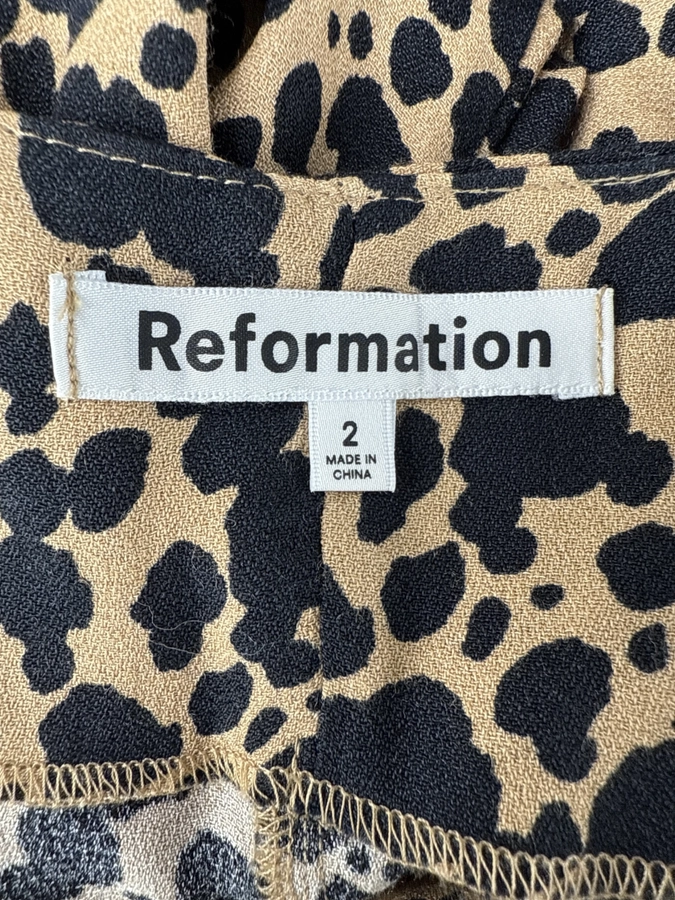 Reformation
2
MADE IN
CHINA